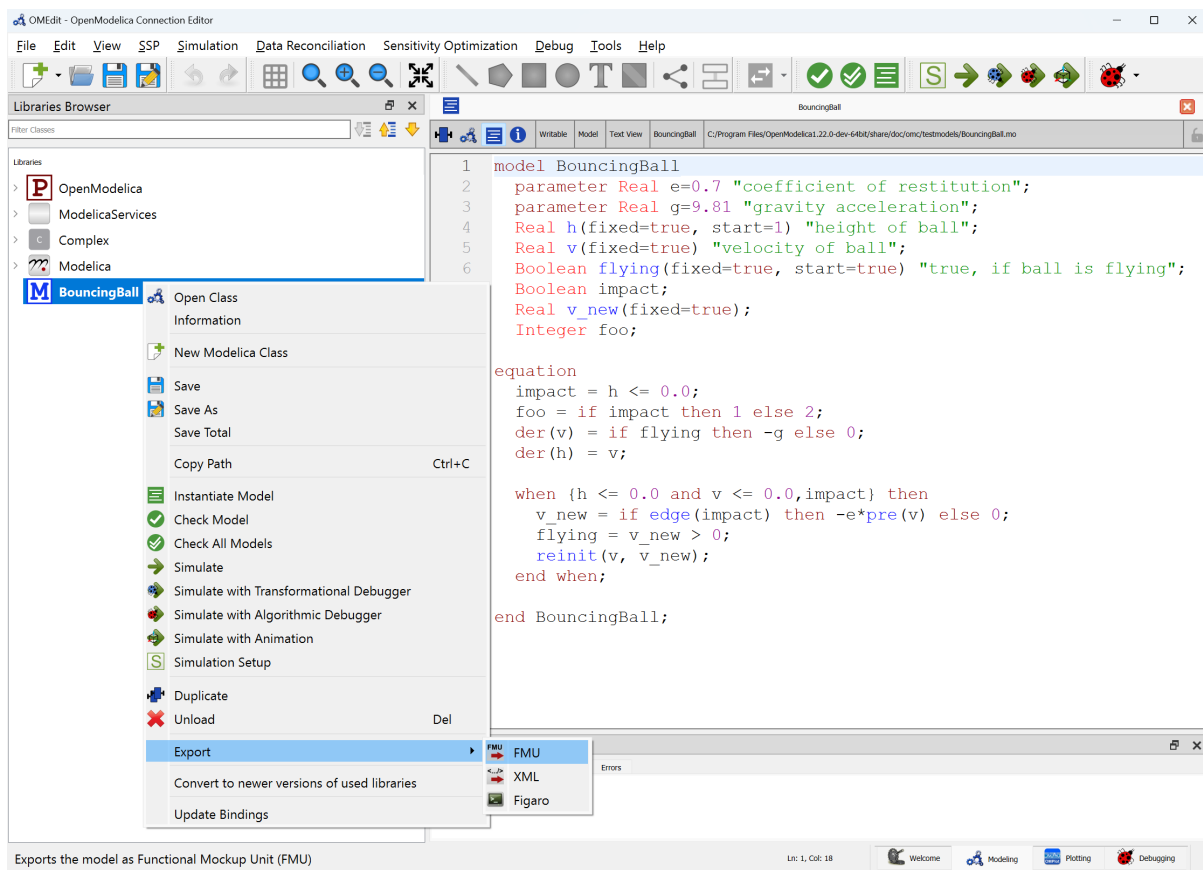 OMEdit - OpenModelica Connection Editor
File Edit View SSP Simulation Data Reconciliation Sensitivity Optimization Debug Tools Help
T S
Libraries Browser
Filter Classes
Libraries
P OpenModelica
ModelicaServices
C Complex
m Modelica
M BouncingBall
Open Class
Information
New Modelica Class
Save
Save As
Save Total
Copy Path Ctrl+C
Instantiate Model
Check Model
Check All Models
Simulate
Simulate with Transformational Debugger
Simulate with Algorithmic Debugger
Simulate with Animation
S Simulation Setup
Duplicate
Unload Del
Export
Convert to newer versions of used libraries
Update Bindings
FMU FMU
XML
Figaro
BouncingBall
Writable Model Text View BouncingBall C:/Program Files/OpenModelica1.22.0-dev-64bit/share/doc/omc/testmodels/BouncingBall.mo
1 model BouncingBall
2 parameter Real e=0.7 "coefficient of restitution";
3 parameter Real g=9.81 "gravity acceleration";
4 Real h(fixed=true, start=1) "height of ball";
5 Real v(fixed=true) "velocity of ball";
6 Boolean flying(fixed=true, start=true) "true, if ball is flying";
Boolean impact;
Real v_new(fixed=true);
Integer foo;
equation
impact = h <= 0.0;
foo = if impact then 1 else 2;
der(v) = if flying then -g else 0;
der(h) = v;
when {h <= 0.0 and v <= 0.0,impact} then
v_new = if edge(impact) then -e*pre(v) else 0;
flying = v_new > 0;
reinit(v, v_new);
end when;
end BouncingBall;
Errors
Exports the model as Functional Mockup Unit (FMU)
Ln: 1, Col: 18
Welcome Modeling Plotting Debugging